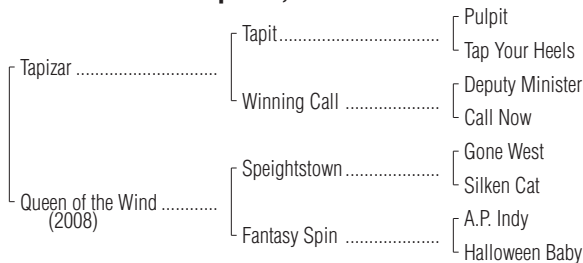 Pulpit
Tapit
Tap Your Heels
Tapizar
Deputy Minister
Winning Call
Call Now
Gone West
Speightstown
Silken Cat
Queen of the Wind
(2008)
A.P. Indy
Fantasy Spin
Halloween Baby